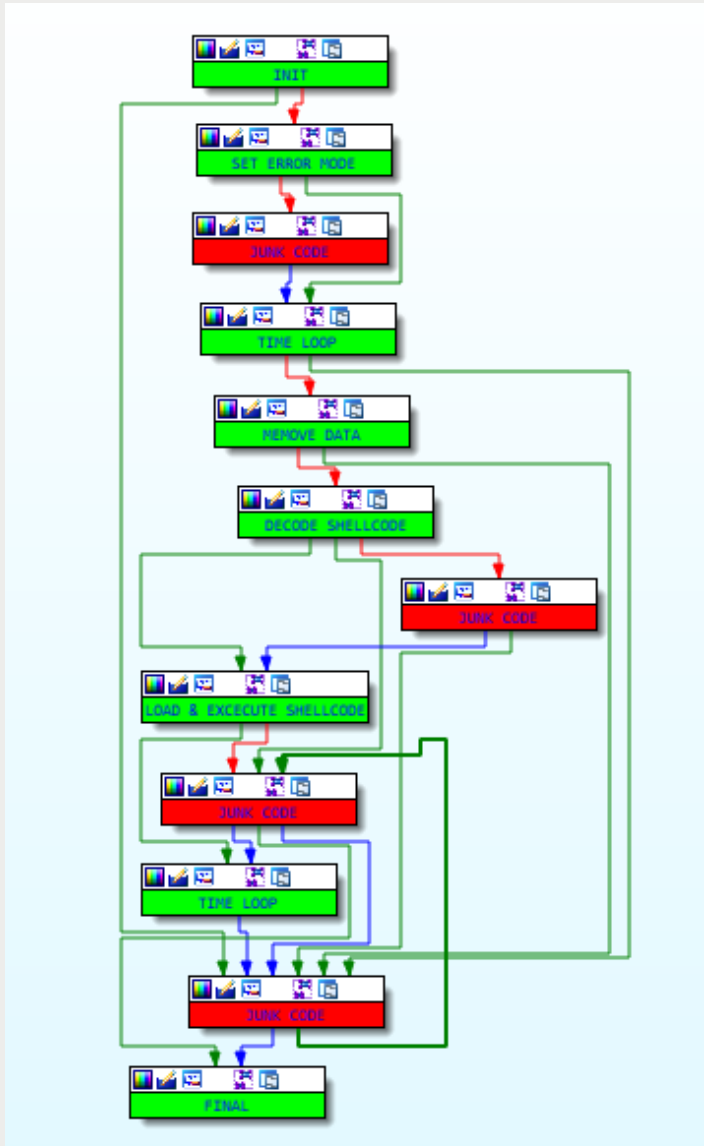 INIT
SET ERROR MODE
JUNK CODE
TIME LOOP
MEMOVE DATA
DECODE SHELLCODE
JUNK CODE
LOAD & EXCECUTE SHELLCODE
JUNK CODE
TIME LOOP
JUNK CODE
FINAL